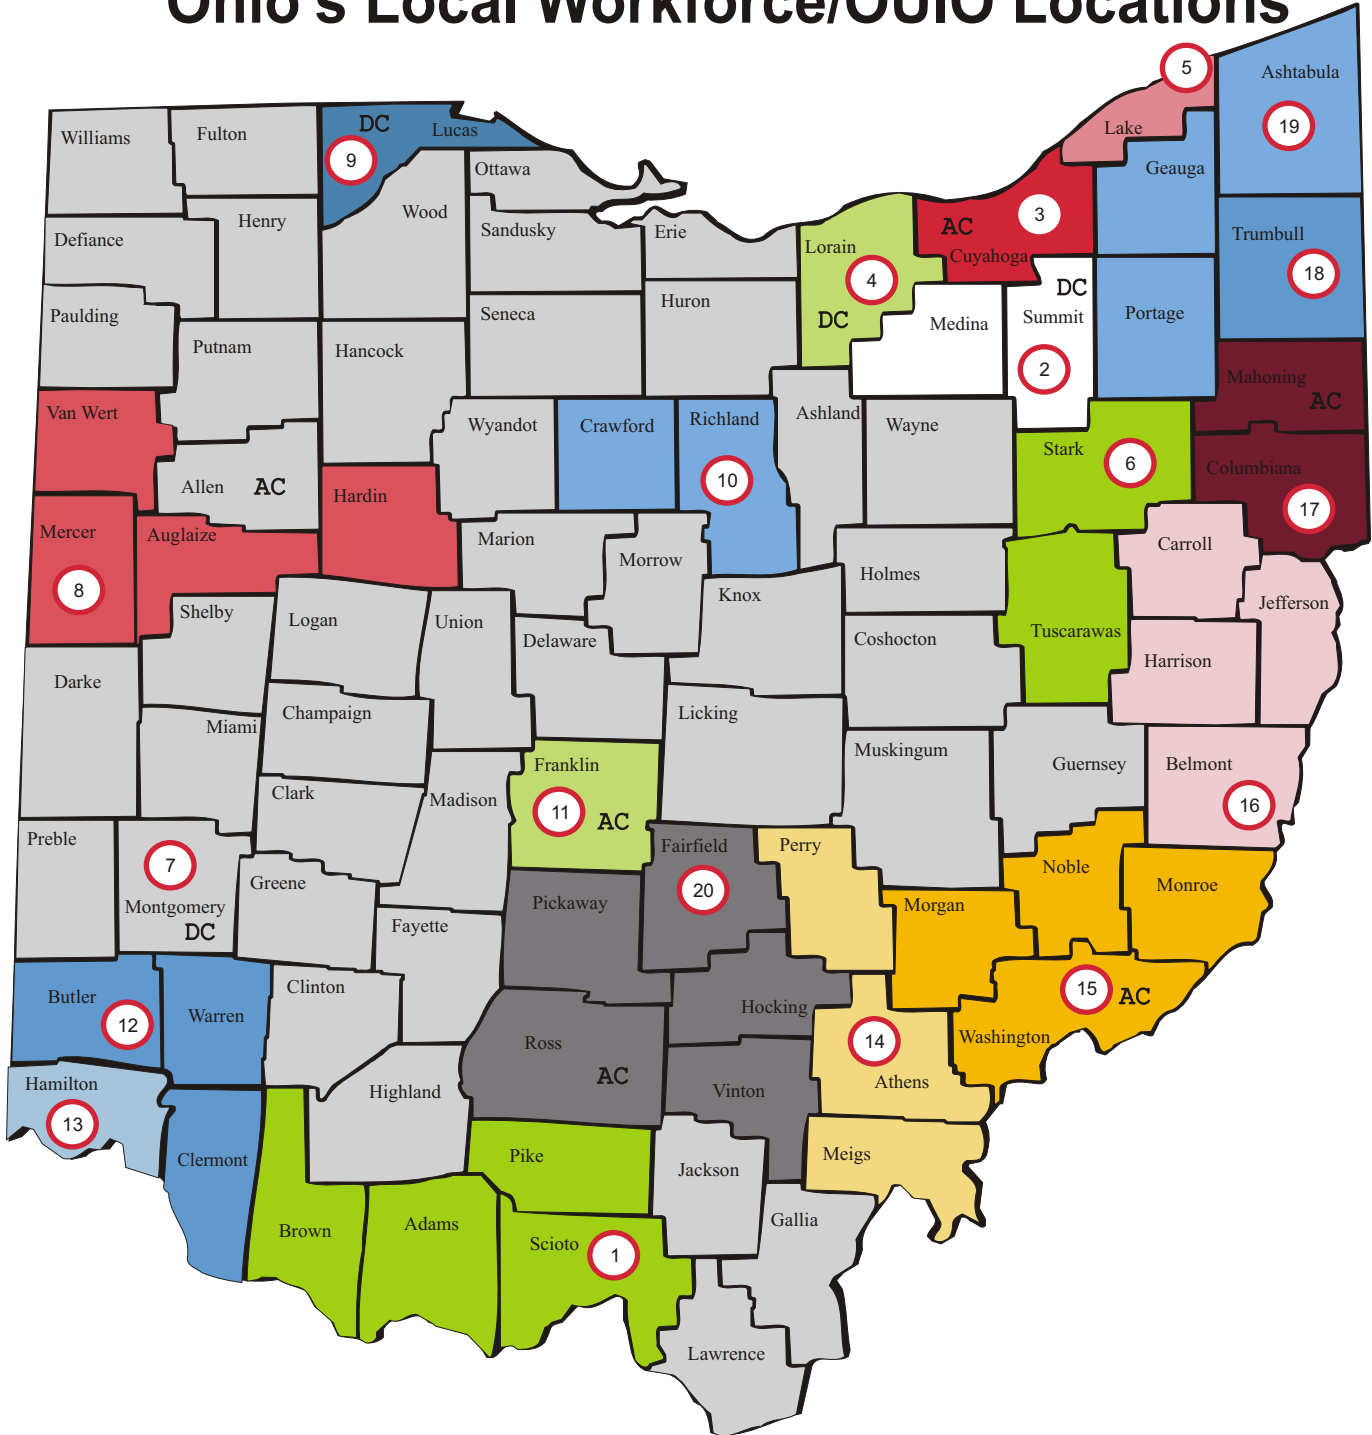 Ohio's Local Workforce/OUIO Locations
5
Ashtabula
19
Lake
Geauga
Williams
Fulton
DC
Lucas
9
Ottawa
Henry
Wood
Defiance
Sandusky
Erie
Lorain
4
DC
AC
3
Cuyahoga
Trumbull
18
Paulding
Putnam
Hancock
Seneca
Huron
Medina
DC
Summit
2
Portage
Mahoning
AC
Van Wert
Allen
AC
Wyandot
Crawford
Richland
10
Ashland
Wayne
Stark
6
Columbiana
17
Hardin
Mercer
8
Auglaize
Marion
Morrow
Holmes
Carroll
Jefferson
Shelby
Logan
Union
Delaware
Knox
Coshocton
Tuscarawas
Harrison
Darke
Miami
Champaign
Licking
Muskingum
Guernsey
Belmont
16
Clark
Madison
Franklin
11
AC
Preble
7
Montgomery
DC
Greene
Fairfield
20
Perry
Noble
Monroe
Pickaway
Morgan
Fayette
Butler
12
Warren
Clinton
Hocking
15
AC
Washington
Ross
AC
14
Athens
Hamilton
13
Highland
Vinton
Clermont
Pike
Jackson
Meigs
Brown
Adams
Scioto
1
Gallia
Lawrence